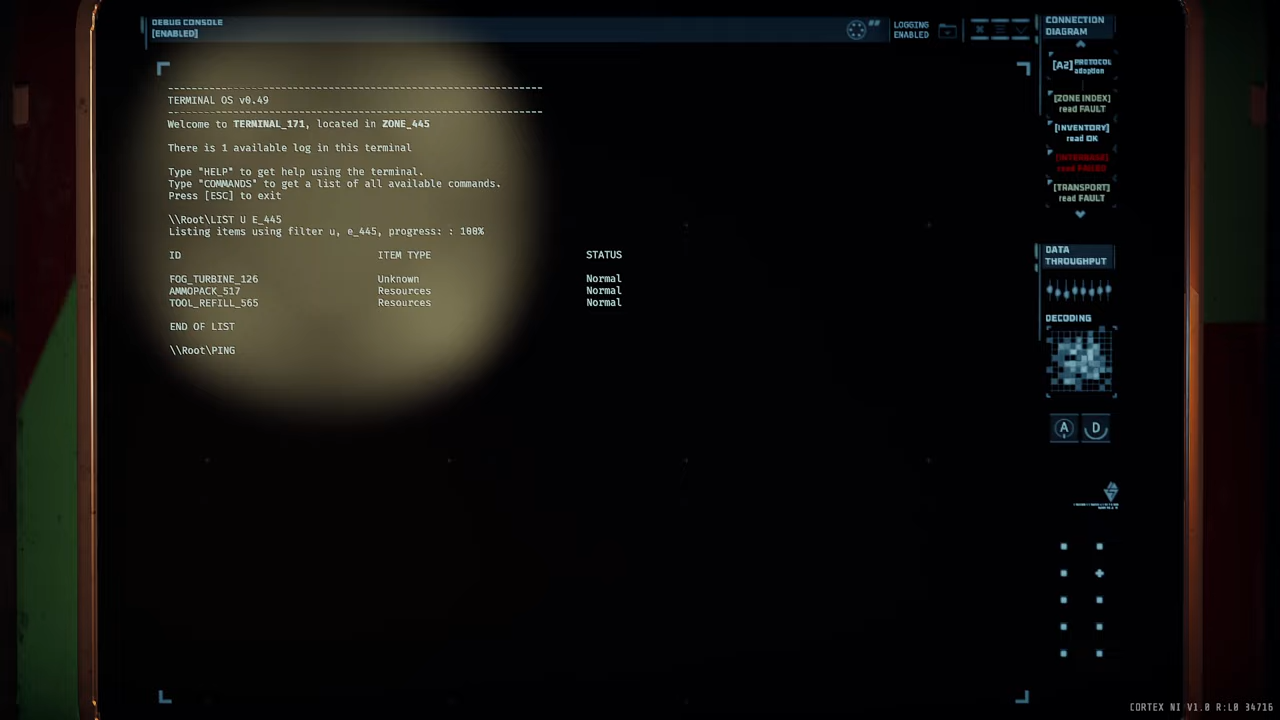 DEBUG CONSOLE
[ENABLED]
LOGGING
ENABLED
CONNECTION
DIAGRAM
[A2] PROTOCOL
adoption
[ZONE INDEX]
read FAULT
[INVENTORY]
read OK
read FAILED
[TRANSPORT]
read FAULT
DATA
THROUGHPUT
DECODING
A D
--------------------------------------------------------------
TERMINAL OS v0.49
--------------------------------------------------------------
Welcome to TERMINAL_171, located in ZONE_445
There is 1 available log in this terminal
Type "HELP" to get help using the terminal.
Type "COMMANDS" to get a list of all available commands.
Press [ESC] to exit
\\Root\LIST U E_445
Listing items using filter u, e_445, progress: : 100%
ID ITEM TYPE STATUS
FOG_TURBINE_126 Unknown Normal
AMMOPACK_517 Resources Normal
TOOL_REFILL_565 Resources Normal
END OF LIST
\\Root\PING
CORTEX NI V1.0 R:L0 34716